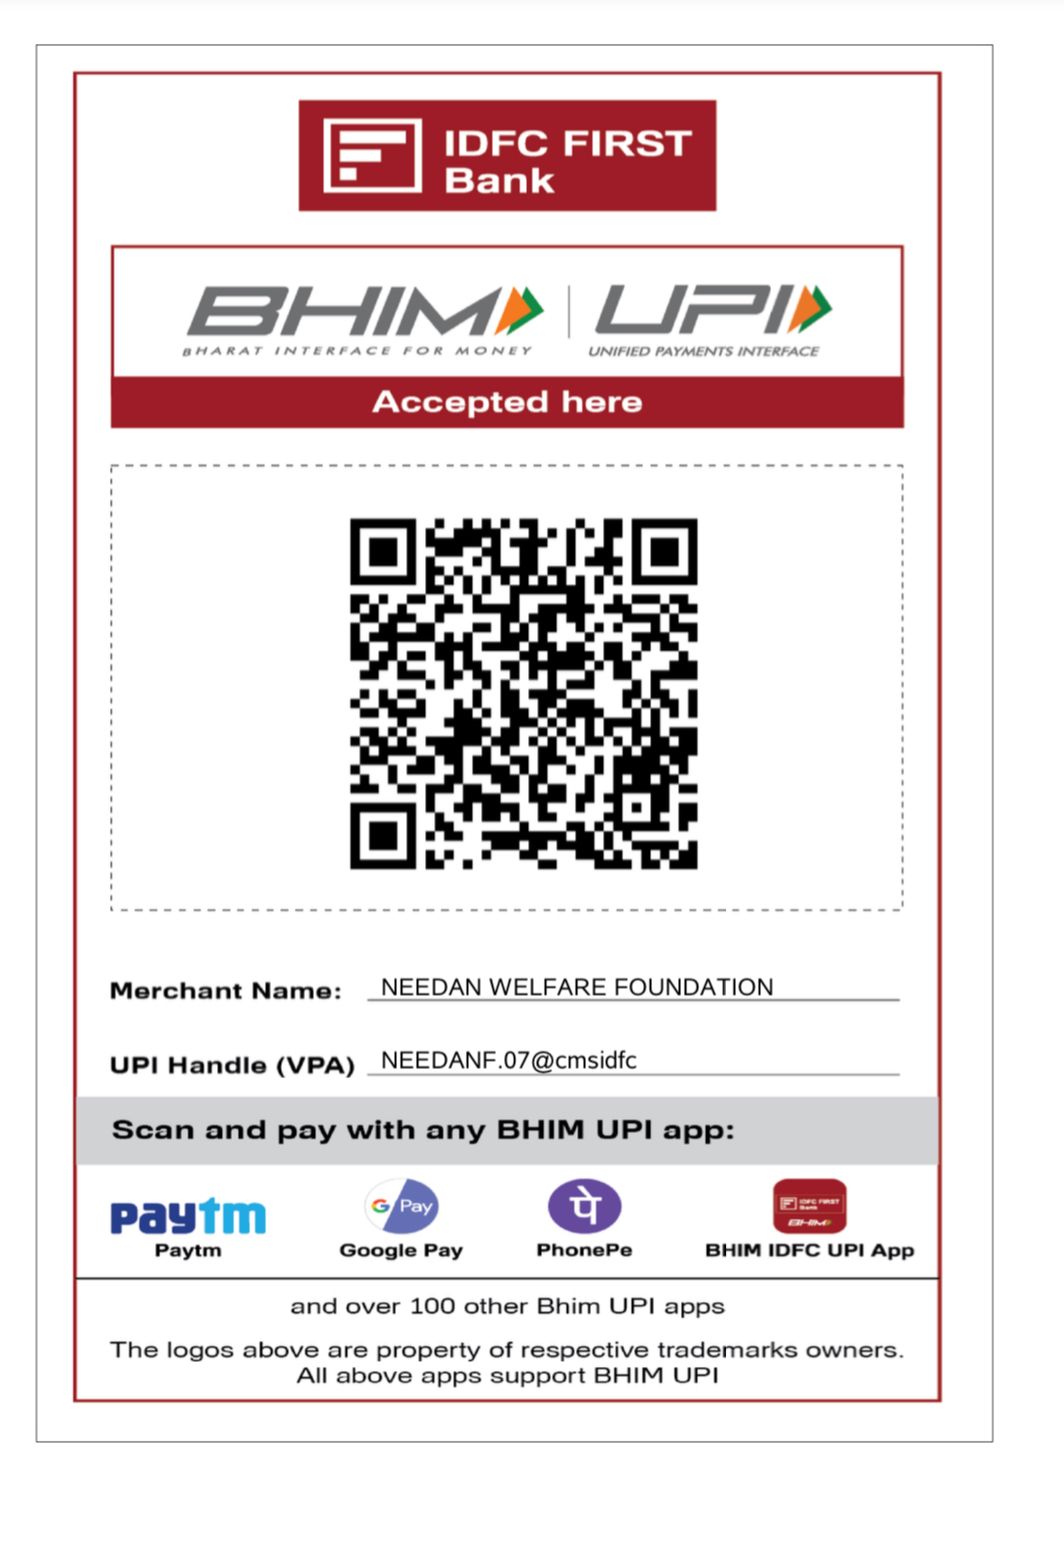 IDFC FIRST
Bank
BHIM UPI
BHARAT INTERFACE FOR MONEY UNIFIED PAYMENTS INTERFACE
Accepted here
Merchant Name: NEEDAN WELFARE FOUNDATION
UPI Handle (VPA) NEEDANF.07@cmsidfc
Scan and pay with any BHIM UPI app:
paytm G Pay पे IDFC FIRST
Bank
BHIM
Paytm Google Pay PhonePe BHIM IDFC UPI App
and over 100 other Bhim UPI apps
The logos above are property of respective trademarks owners.
All above apps support BHIM UPI